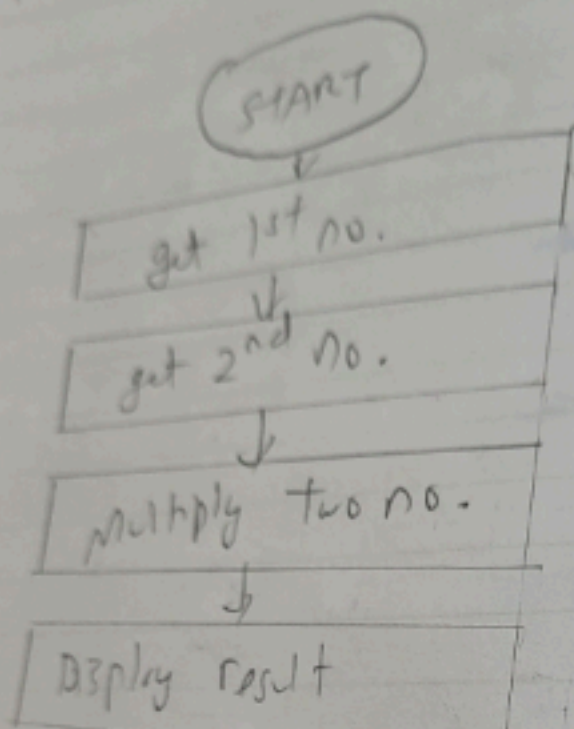 START
get 1st no.
get 2nd no.
Multiply two no.
Display result